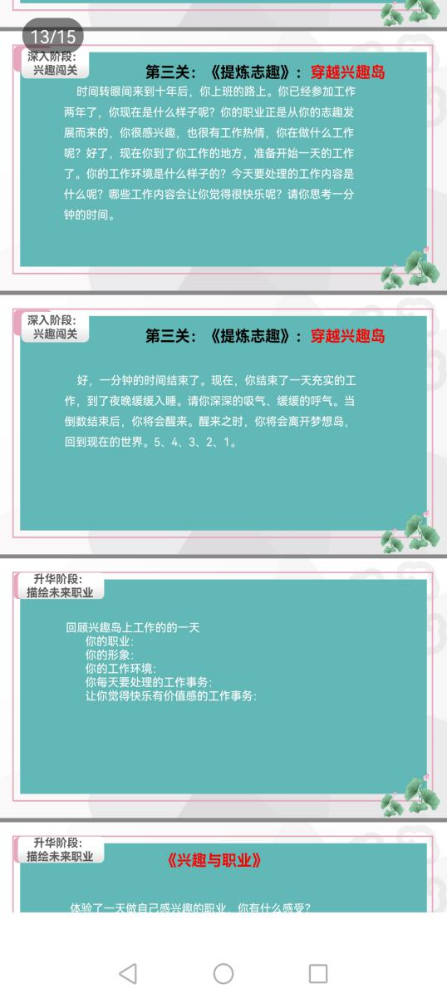 13/15
深入阶段：
兴趣闯关
第三关：《提炼志趣》：穿越兴趣岛
时间转眼间来到十年后，你上班的路上。你已经参加工作
两年了，你现在是什么样子呢？你的职业正是从你的志趣发
展而来的，你很感兴趣，也很有工作热情，你在做什么工作
呢？好了，现在你到了你工作的地方，准备开始一天的工作
了。你的工作环境是什么样子的？今天要处理的工作内容是
什么呢？哪些工作内容会让你觉得很快乐呢？请你思考一分
钟的时间。
深入阶段：
兴趣闯关
第三关：《提炼志趣》：穿越兴趣岛
好，一分钟的时间结束了。现在，你结束了一天充实的工
作，到了夜晚缓缓入睡。请你深深的吸气、缓缓的呼气。当
倒数结束后，你将会醒来。醒来之时，你将会离开梦想岛，
回到现在的世界。5、4、3、2、1。
升华阶段：
描绘未来职业
回顾兴趣岛上工作的的一天
你的职业：
你的形象：
你的工作环境：
你每天要处理的工作事务：
让你觉得快乐有价值感的工作事务：
升华阶段：
描绘未来职业
《兴趣与职业》
体验了一天做自己感兴趣的职业，你有什么感受？